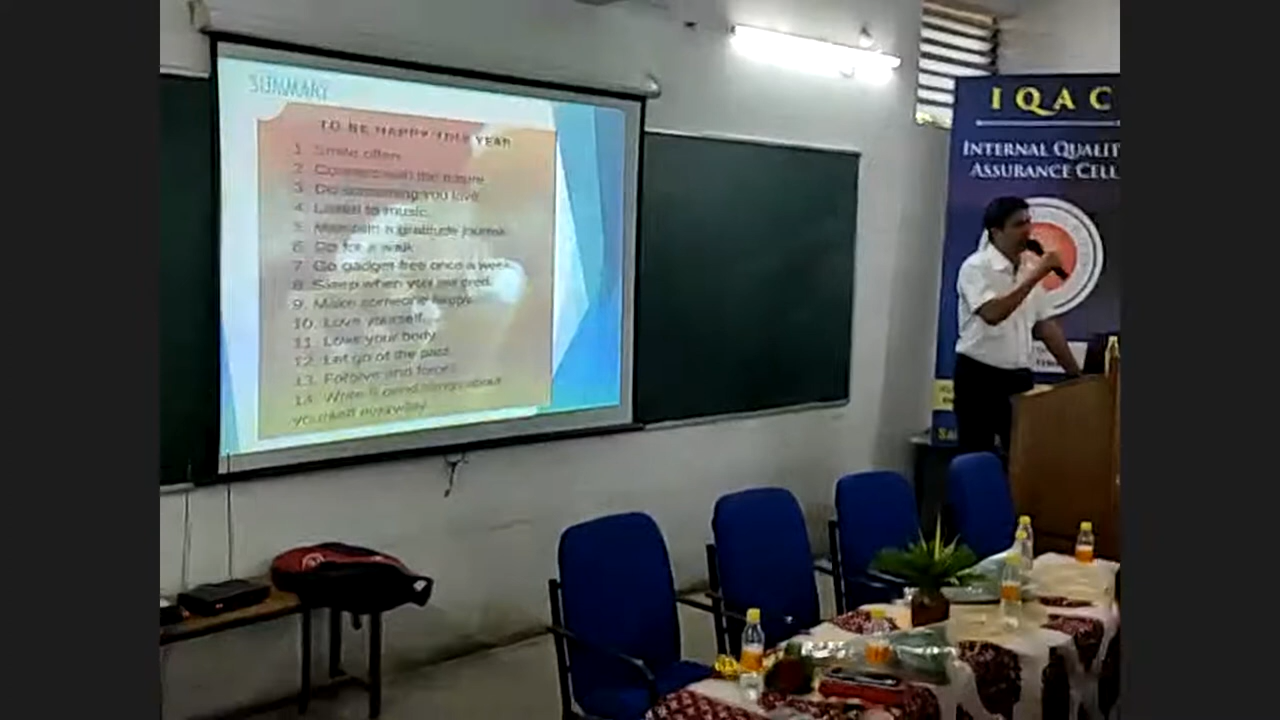 SUMMARY
TO BE HAPPY THIS YEAR
1. Smile often
2. Connect with the nature
3. Do something you love
4. Listen to music
5. Maintain a gratitude journal
6. Go for a walk
7. Go gadget free once a week
8. Sleep when you are tired
9. Make someone happy
10. Love yourself
11. Love your body
12. Let go of the past
13. Forgive and forget
14. Write 5 good things about
yourself everyday
IQAC
INTERNAL QUALIT
ASSURANCE CELL